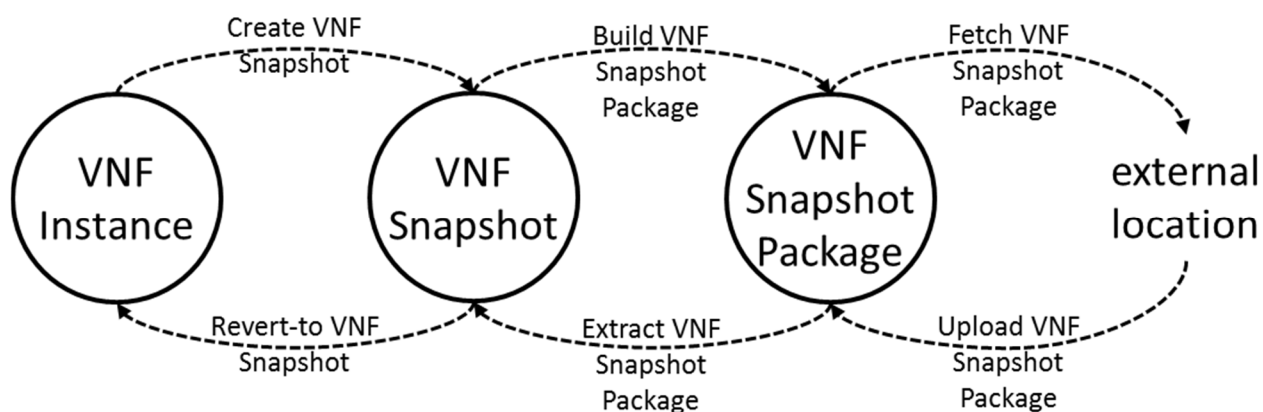 Create VNF
Snapshot
Build VNF
Snapshot
Package
Fetch VNF
Snapshot
Package
VNF
Instance
VNF
Snapshot
VNF
Snapshot
Package
external
location
Revert-to VNF
Snapshot
Extract VNF
Snapshot
Package
Upload VNF
Snapshot
Package